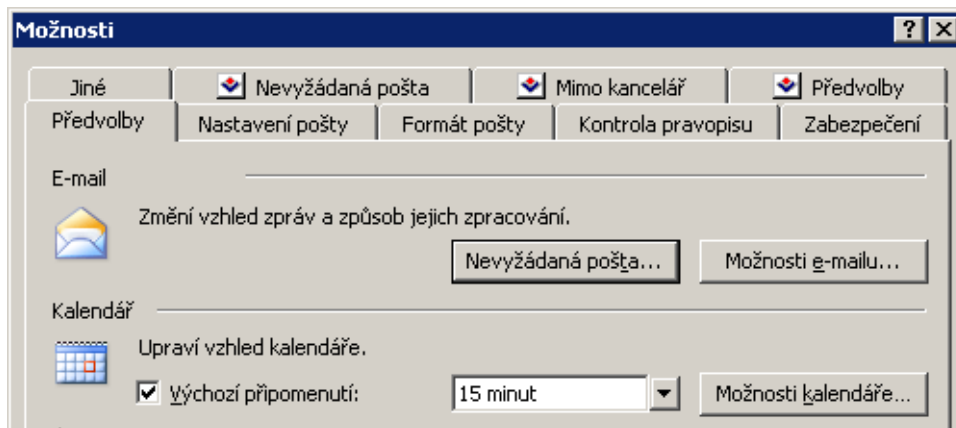 Možnosti
Jiné Nevyžádaná pošta Mimo kancelář Předvolby
Předvolby Nastavení pošty Formát pošty Kontrola pravopisu Zabezpečení
E-mail
Změní vzhled zpráv a způsob jejich zpracování.
Nevyžádaná pošta... Možnosti e-mailu...
Kalendář
Upraví vzhled kalendáře.
Výchozí připomenutí: 15 minut Možnosti kalendáře...